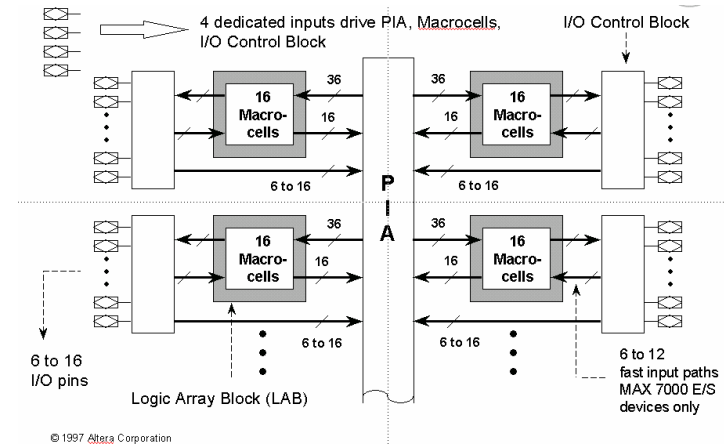 4 dedicated inputs drive PIA, Macrocells,
I/O Control Block
I/O Control Block
36
16
Macro-
cells
16
6 to 16
36
16
Macro-
cells
16
6 to 16
P
I
A
36
16
Macro-
cells
16
6 to 16
36
16
Macro-
cells
16
6 to 16
6 to 16
I/O pins
Logic Array Block (LAB)
6 to 12
fast input paths
MAX 7000 E/S
devices only
© 1997 Altera Corporation